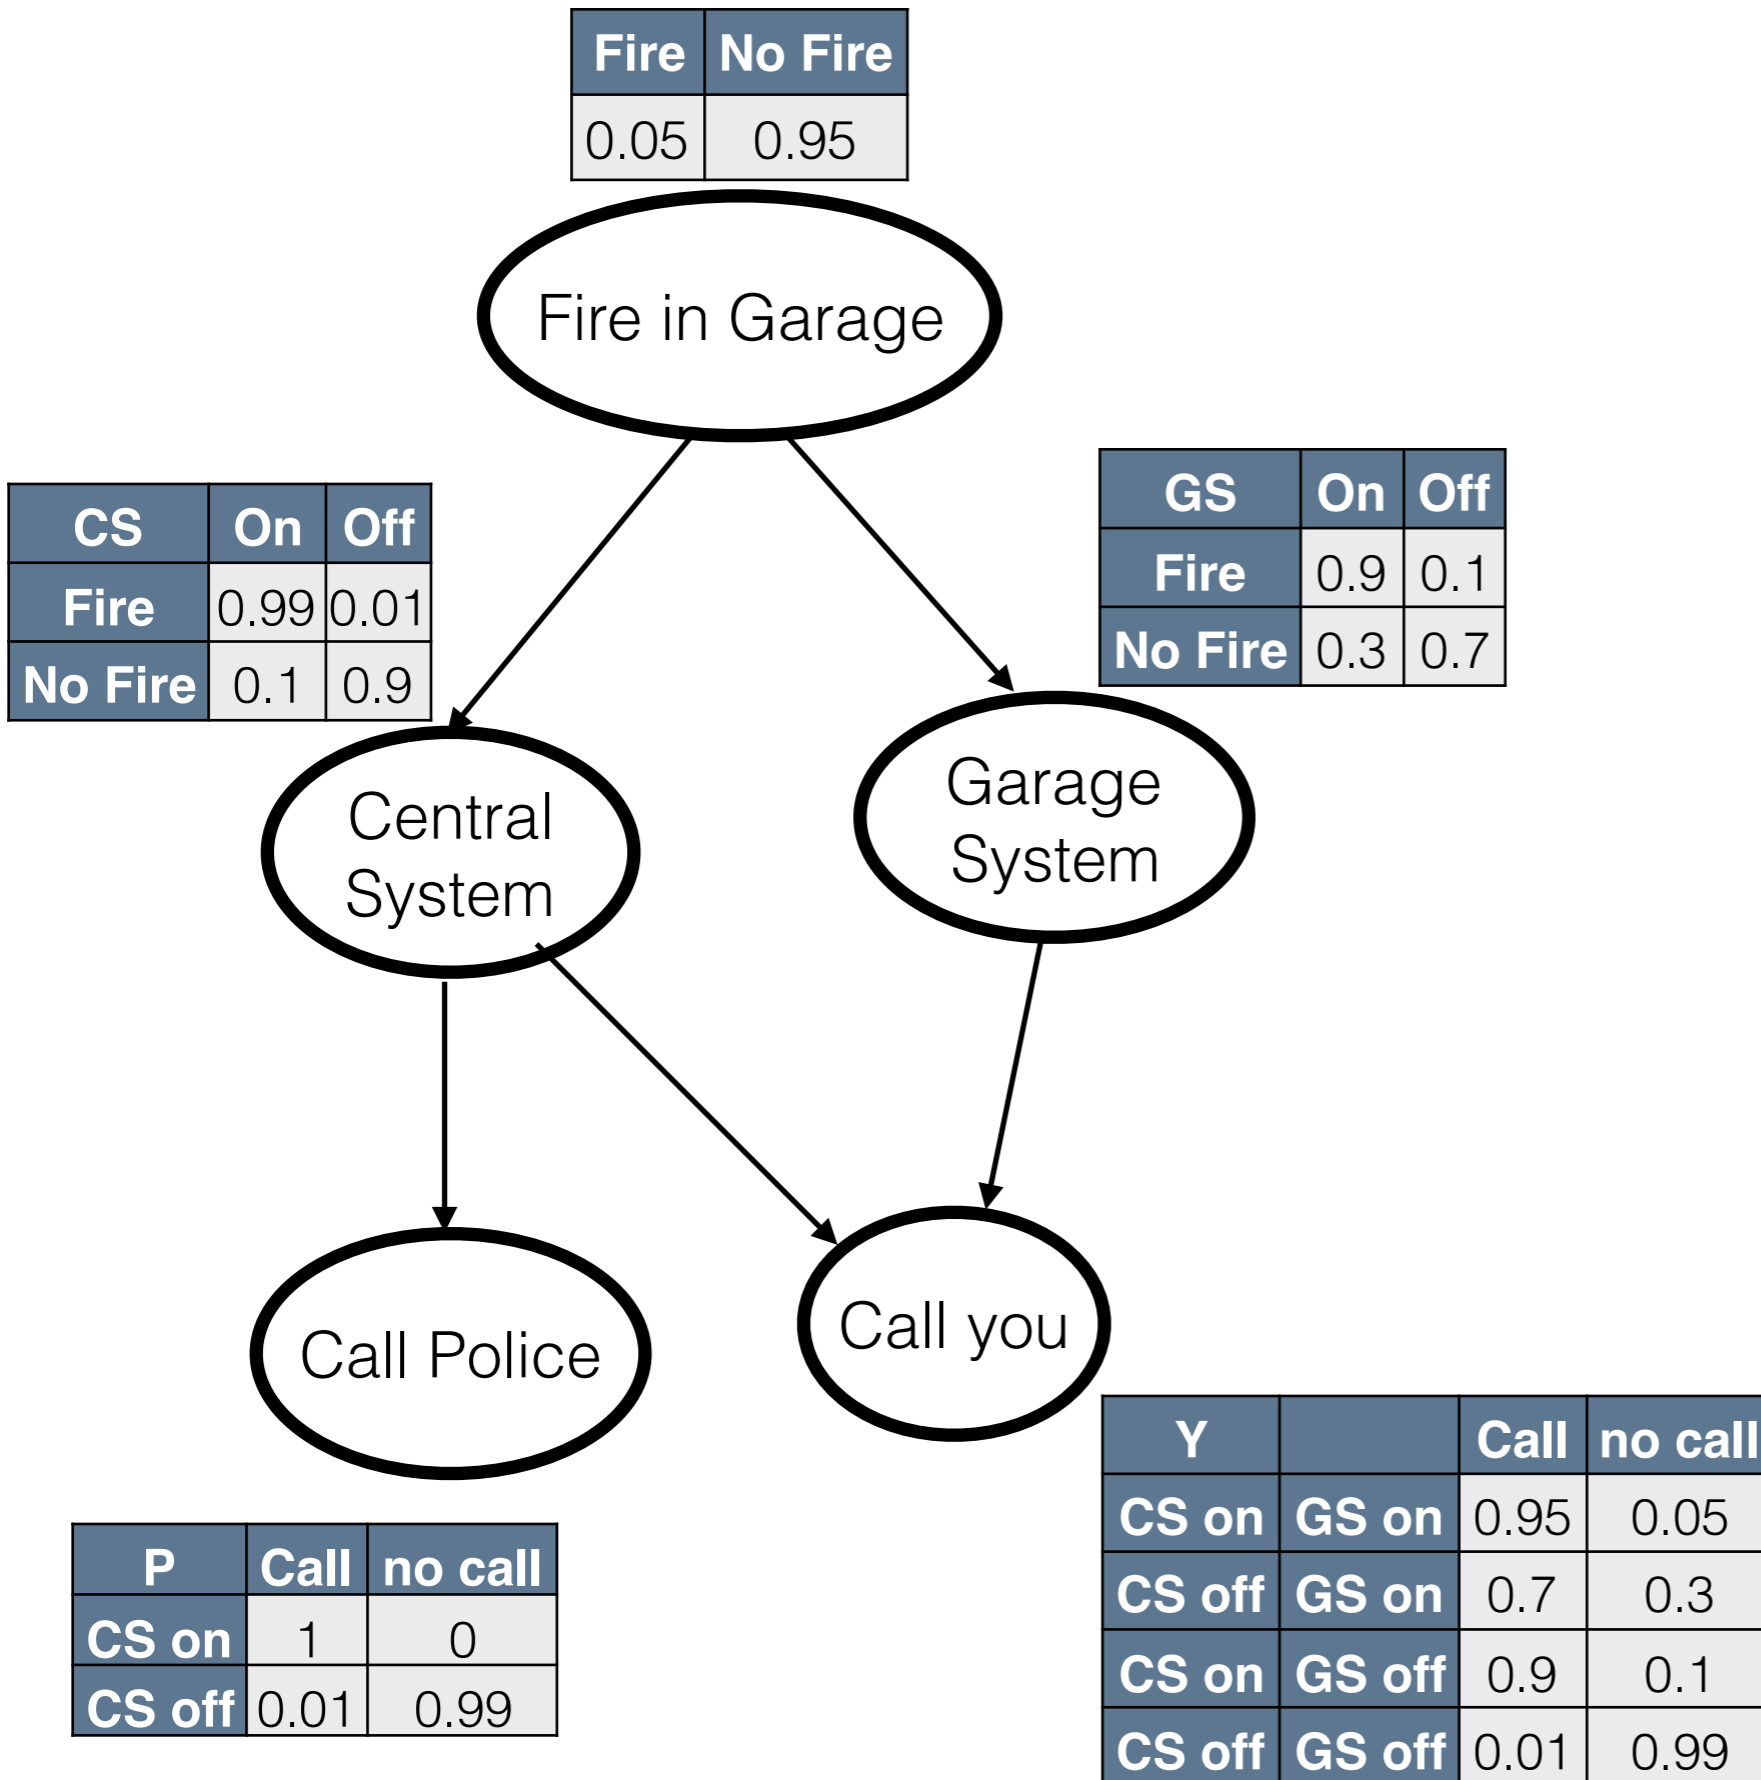 Fire No Fire
0.05 0.95
Fire in Garage
CS On Off
Fire 0.99 0.01
No Fire 0.1 0.9
GS On Off
Fire 0.9 0.1
No Fire 0.3 0.7
Central
System
Garage
System
Call Police
Call you
P Call no call
CS on 1 0
CS off 0.01 0.99
Y Call no call
CS on GS on 0.95 0.05
CS off GS on 0.7 0.3
CS on GS off 0.9 0.1
CS off GS off 0.01 0.99